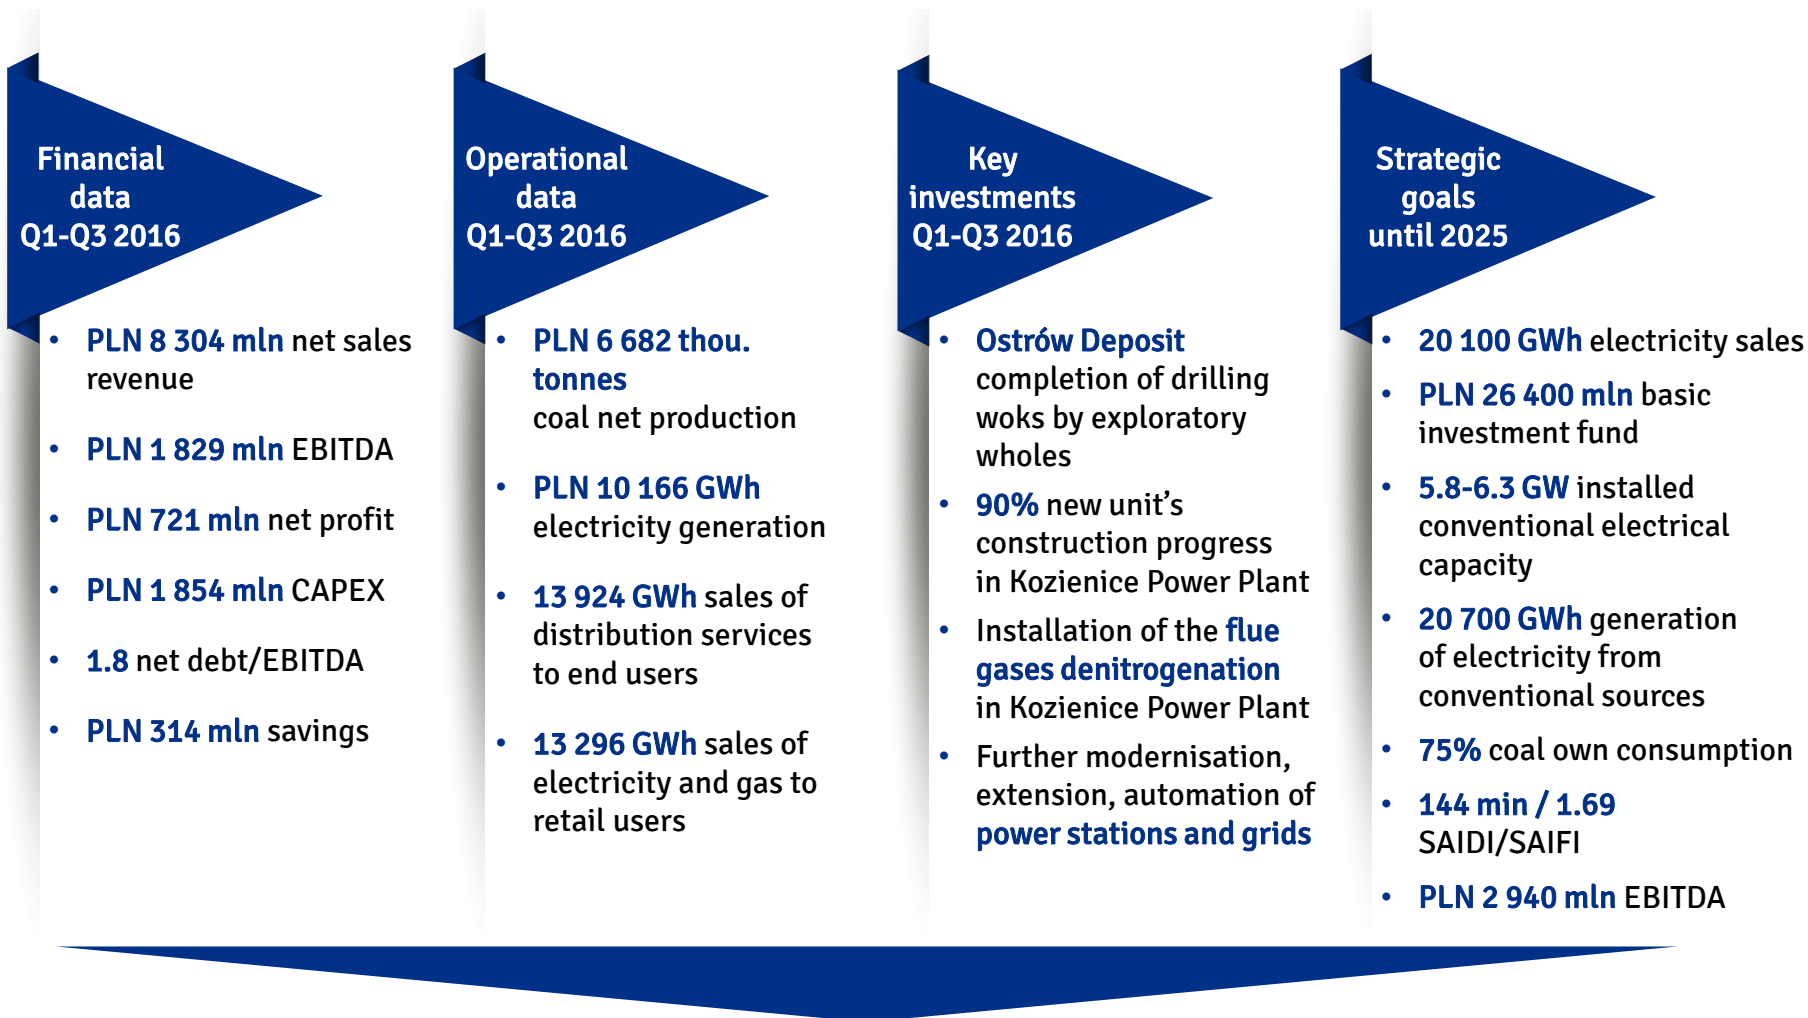 Financial
data
Q1-Q3 2016
• PLN 8 304 mln net sales
revenue
• PLN 1 829 mln EBITDA
• PLN 721 mln net profit
• PLN 1 854 mln CAPEX
• 1.8 net debt/EBITDA
• PLN 314 mln savings
Operational
data
Q1-Q3 2016
• PLN 6 682 thou.
tonnes
coal net production
• PLN 10 166 GWh
electricity generation
• 13 924 GWh sales of
distribution services
to end users
• 13 296 GWh sales of
electricity and gas to
retail users
Key
investments
Q1-Q3 2016
• Ostrów Deposit
completion of drilling
woks by exploratory
wholes
• 90% new unit’s
construction progress
in Kozienice Power Plant
• Installation of the flue
gases denitrogenation
in Kozienice Power Plant
• Further modernisation,
extension, automation of
power stations and grids
Strategic
goals
until 2025
• 20 100 GWh electricity sales
• PLN 26 400 mln basic
investment fund
• 5.8-6.3 GW installed
conventional electrical
capacity
• 20 700 GWh generation
of electricity from
conventional sources
• 75% coal own consumption
• 144 min / 1.69
SAIDI/SAIFI
• PLN 2 940 mln EBITDA